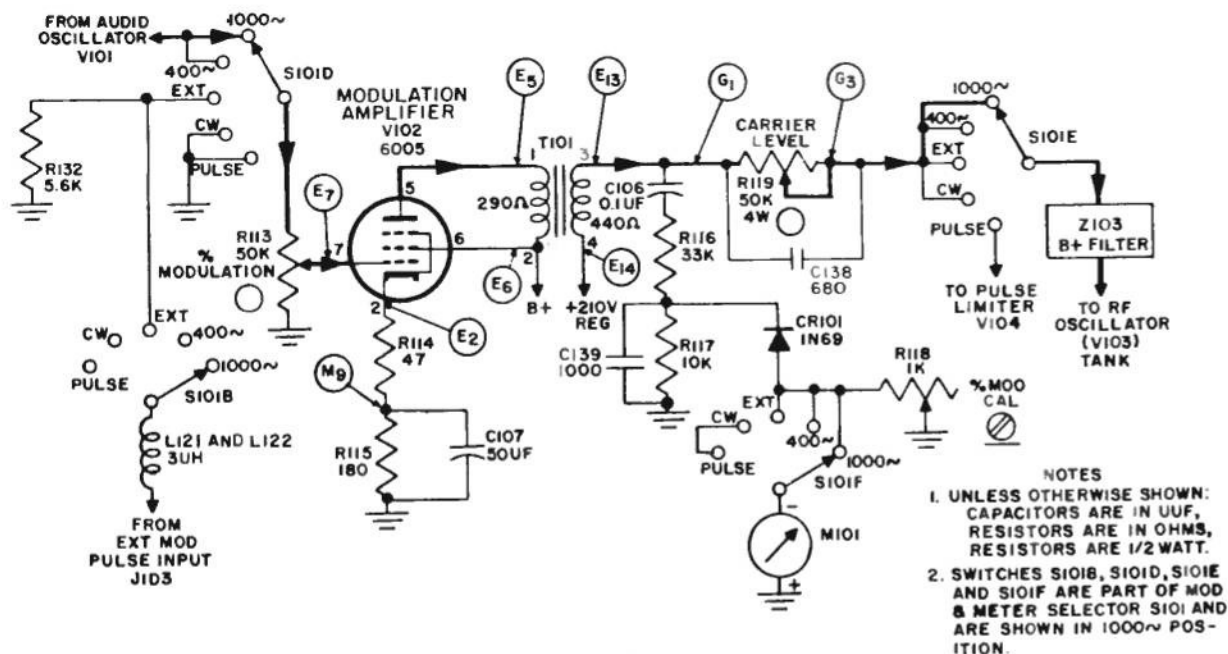 FROM AUDIO
OSCILLATOR
V101
1000~
400~
S101D
EXT
CW
PULSE
R132
5.6K
R113
50K
% 
MODULATION
E7
7
MODULATION
AMPLIFIER
V102
6005
5
6
2
E2
E5
E13
G1
G3
1
T101
3
290Ω
440Ω
2
4
E6
E14
B+
+210V
REG
C106
0.1UF
R116
33K
CARRIER
LEVEL
R119
50K
4W
C138
680
1000~
400~
EXT
CW
PULSE
S101E
Z103
B+ FILTER
TO PULSE
LIMITER
V104
TO RF
OSCILLATOR
(V103)
TANK
EXT
CW
400~
PULSE
1000~
S101B
L121 AND L122
3UH
FROM
EXT MOD
PULSE INPUT
J1D3
R114
47
M9
R115
180
C107
50UF
C139
1000
R117
10K
CR101
1N69
R118
1K
%MOO
CAL
EXT
CW
400~
PULSE
1000~
S101F
-
M101
+
NOTES
1. UNLESS OTHERWISE SHOWN:
CAPACITORS ARE IN UUF,
RESISTORS ARE IN OHMS,
RESISTORS ARE 1/2 WATT.
2. SWITCHES S101B, S101D, S101E
AND S101F ARE PART OF MOD
& METER SELECTOR S101 AND
ARE SHOWN IN 1000~ POS-
ITION.